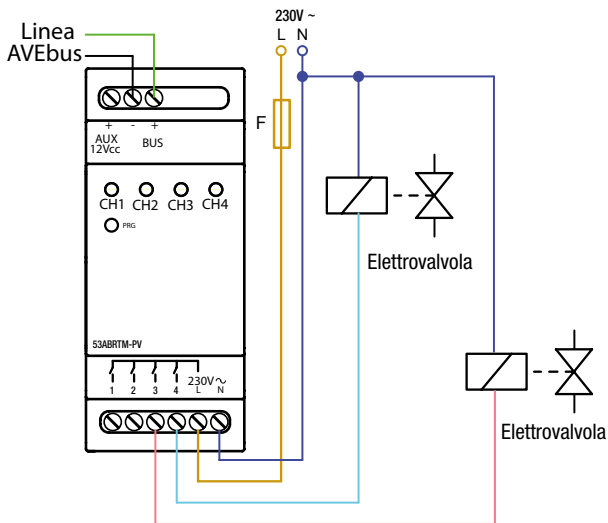 Linea
AVEbus
230V ~
L N
F
+ - +
AUX
12Vcc
BUS
CH1 CH2 CH3 CH4
PRG
Elettrovalvola
53ABRTM-PV
1 2 3 4
230V~
L N
Elettrovalvola